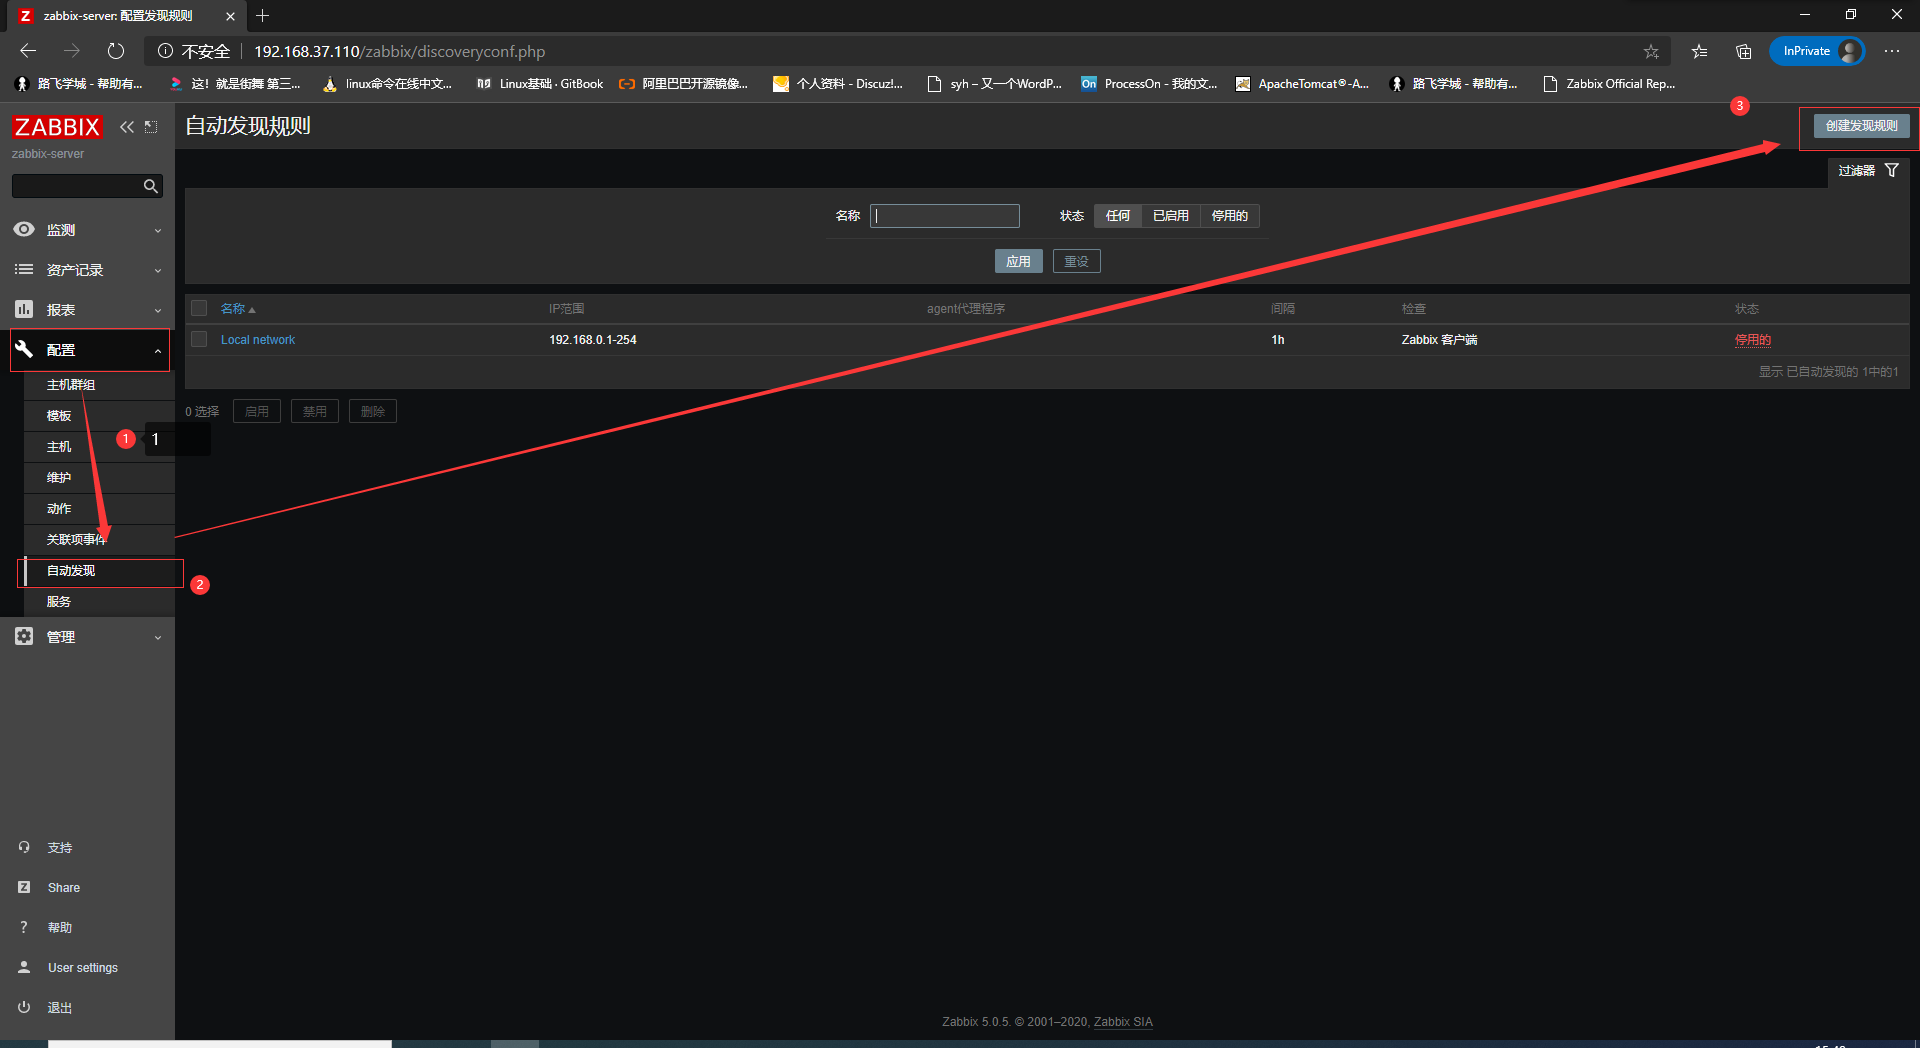 zabbix-server: 配置发现规则
不安全
192.168.37.110/zabbix/discoveryconf.php
InPrivate
路飞学城 - 帮助有...
这！就是街舞 第三...
linux命令在线中文...
Linux基础 · GitBook
阿里巴巴开源镜像...
个人资料 - Discuz!...
syh – 又一个WordP...
On
ProcessOn - 我的文...
ApacheTomcat®-A...
路飞学城 - 帮助有...
Zabbix Official Rep...
ZABBIX
zabbix-server
自动发现规则
3
创建发现规则
过滤器
名称
状态
任何
已启用
停用的
应用
重设
监测
资产记录
报表
配置
主机群组
模板
主机
维护
动作
关联项事件
自动发现
服务
管理
1
1
2
名称
IP范围
agent代理程序
间隔
检查
状态
Local network
192.168.0.1-254
1h
Zabbix 客户端
停用的
显示 已自动发现的 1中的1
0 选择
启用
禁用
删除
支持
Share
帮助
User settings
退出
Zabbix 5.0.5. © 2001–2020, Zabbix SIA